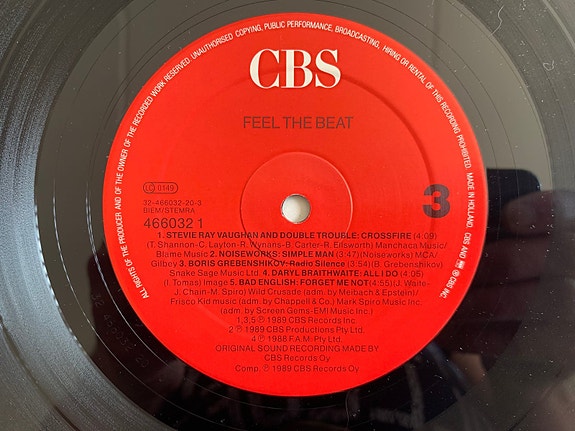 ALL RIGHTS OF THE PRODUCER AND OF THE OWNER OF THE RECORDED WORK RESERVED. UNAUTHORISED COPYING, PUBLIC PERFORMANCE, BROADCASTING, HIRING OR RENTAL OF THIS RECORDING PROHIBITED. MADE IN HOLLAND. CBS AND ARE ® CBS INC.
CBS
FEEL THE BEAT
LC 0149
3
32-466032-20-3
BIEM/STEMRA
466032 1
1. STEVIE RAY VAUGHAN AND DOUBLE TROUBLE: CROSSFIRE (4:09)
(T. Shannon-C. Layton-R. Wynans-B. Carter-R. Ellsworth) Manchaca Music/
Blame Music 2. NOISEWORKS: SIMPLE MAN (3:47) (Noiseworks) MCA/
Gilbey 3. BORIS GREBENSHIKOV: Radio Silence (3:54) (B. Grebenshikov)
Snake Sage Music Ltd. 4. DARYL BRAITHWAITE: ALL I DO (4:05)
(I. Tomas) Image 5. BAD ENGLISH: FORGET ME NOT (4:55) (J. Waite-
J. Chain-M. Spiro) Wild Crusade (adm. by Meibach & Epstein)/
Frisco Kid music (adm. by Chappell & Co.) Mark Spiro Music Inc.
(adm. by Screen Gems-EMI Music Inc.)
1,3,5 ℗ 1989 CBS Records Inc.
2 ℗ 1989 CBS Productions Pty Ltd.
4 ℗ 1988 F.A.M. Pty Ltd.
ORIGINAL SOUND RECORDING MADE BY
CBS Records Oy
Comp. ℗ 1989 CBS Records Oy